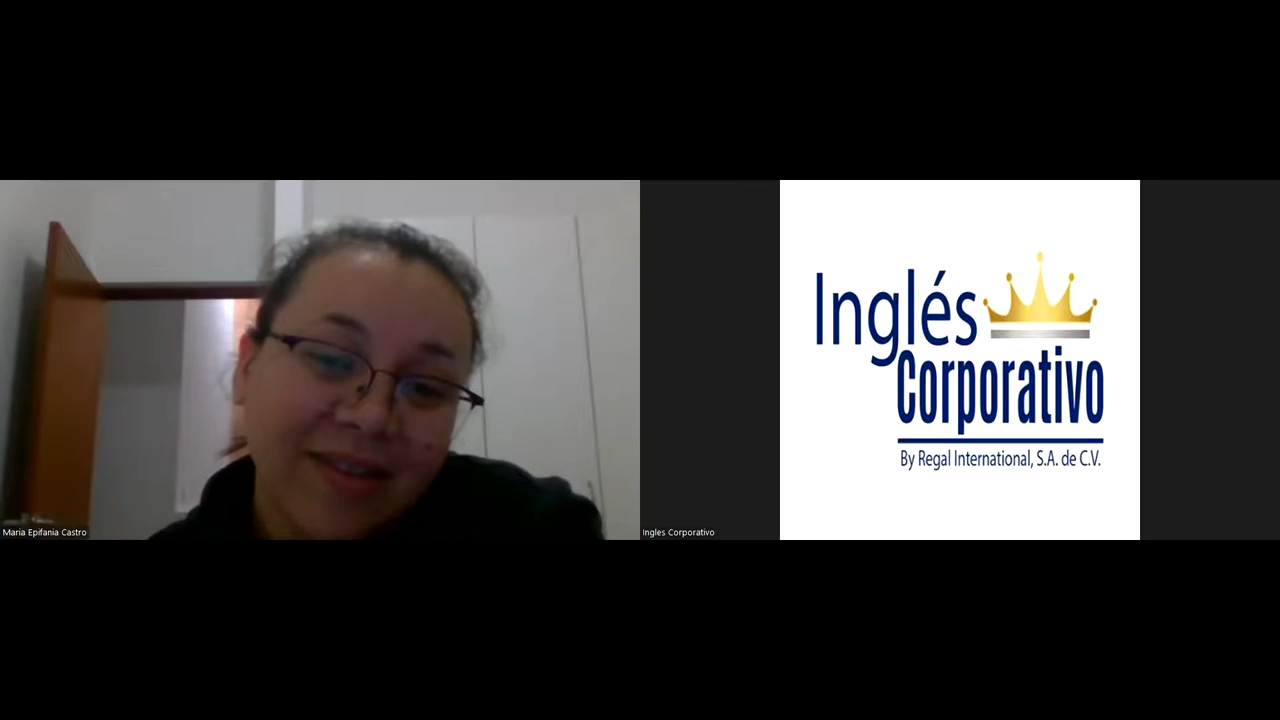 Inglés
Corporativo
By Regal International, S.A. de C.V.
Maria Epifania Castro
Ingles Corporativo